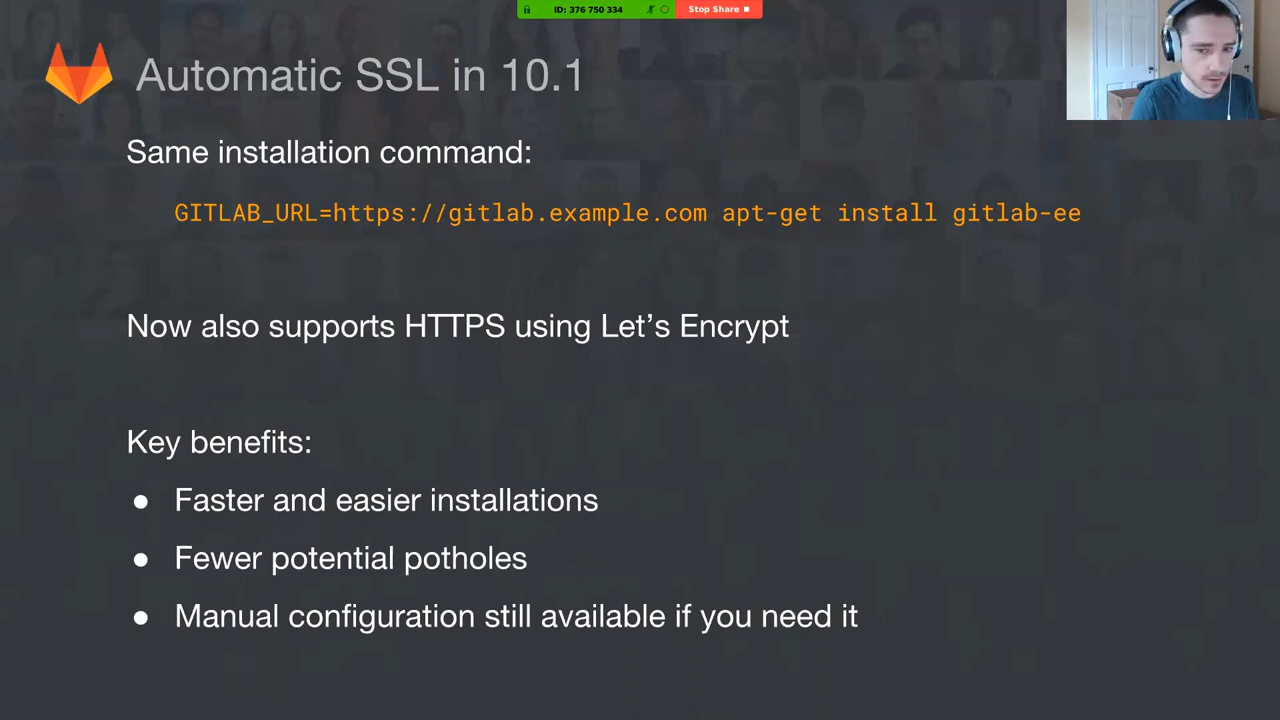 ID: 376 750 334
Stop Share
Automatic SSL in 10.1
Same installation command:
GITLAB_URL=https://gitlab.example.com apt-get install gitlab-ee
Now also supports HTTPS using Let’s Encrypt
Key benefits:
● Faster and easier installations
● Fewer potential potholes
● Manual configuration still available if you need it